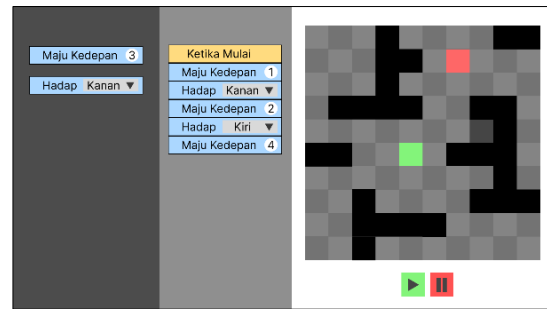 Maju Kedepan 3
Hadap Kanan ▼
Ketika Mulai
Maju Kedepan 1
Hadap Kanan ▼
Maju Kedepan 2
Hadap Kiri ▼
Maju Kedepan 4